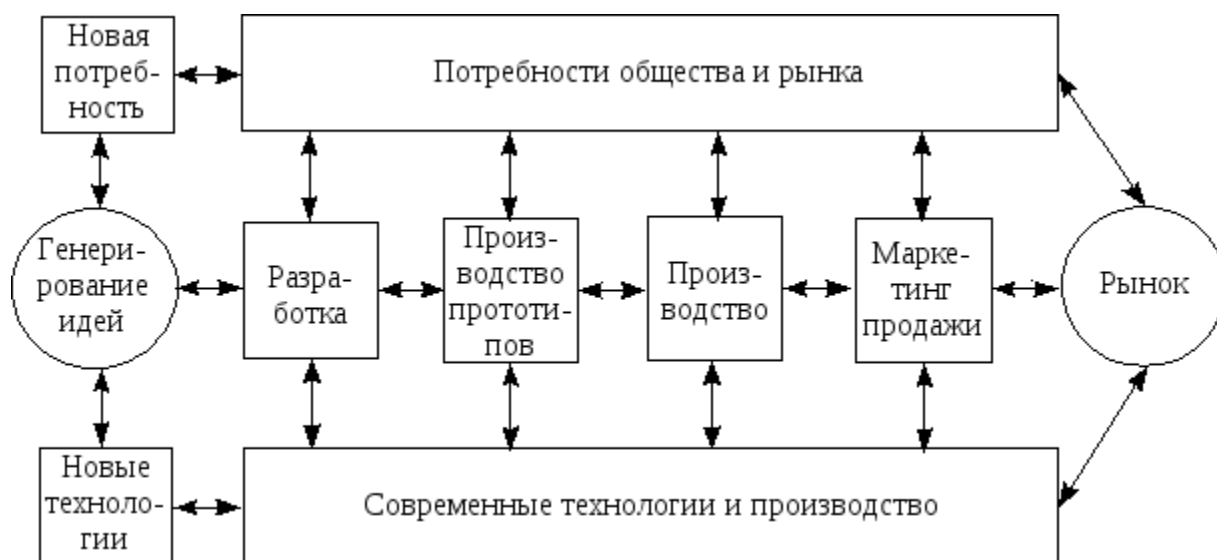 Новая
потреб-
ность
Потребности общества и рынка
Генери-
рование
идей
Разра-
ботка
Произ-
водство
прототи-
пов
Произ-
водство
Марке-
тинг
продажи
Рынок
Новые
техноло-
гии
Современные технологии и производство